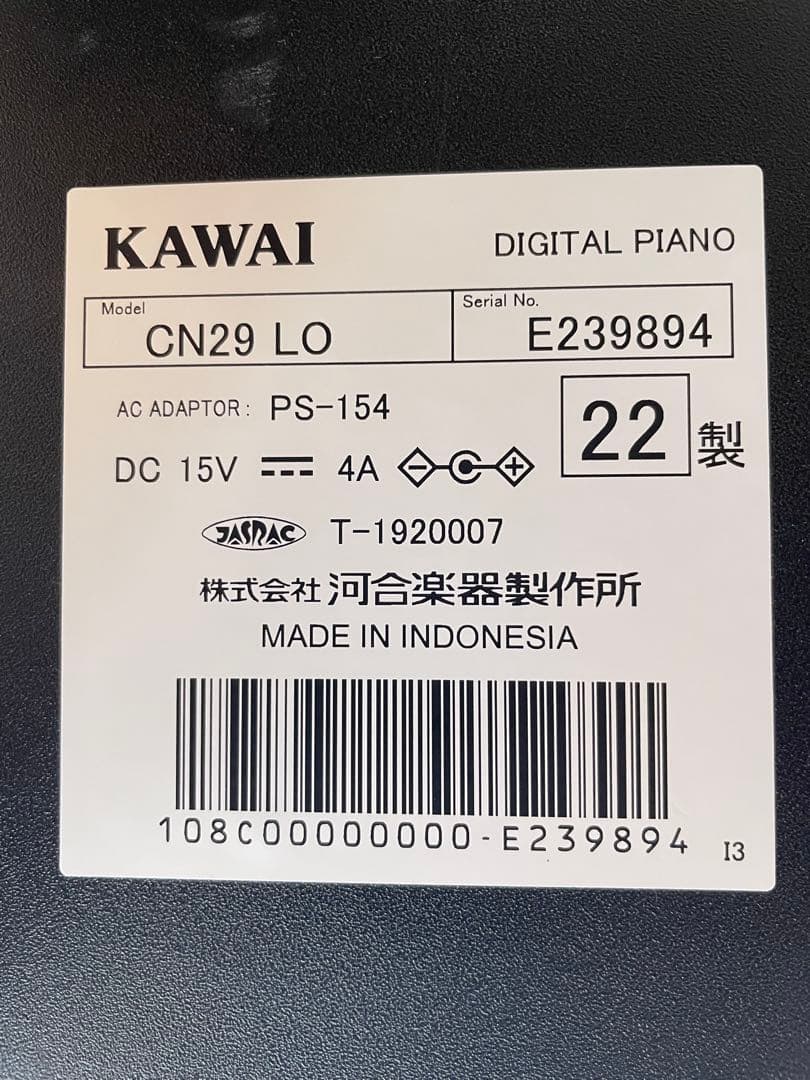 KAWAI DIGITAL PIANO
Model Serial No.
CN29 LO E239894
AC ADAPTOR: PS-154
DC 15V 4A
22 製
JASRAC T-1920007
株式会社 河合楽器製作所
MADE IN INDONESIA
108C00000000000-E239894
I3